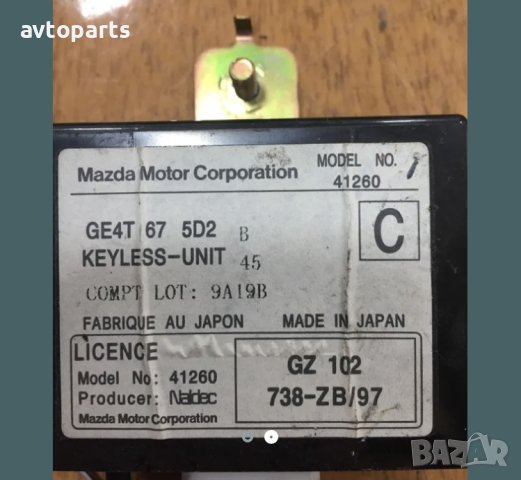 avtoparts
Mazda Motor Corporation
MODEL NO.
41260
GE4T 67 5D2 B
C
KEYLESS-UNIT 45
COMPT LOT: 9A19B
FABRIQUE AU JAPON MADE IN JAPAN
LICENCE
Model No: 41260
Producer: Naldec
Mazda Motor Corporation
GZ 102
738-ZB/97
BAZAR